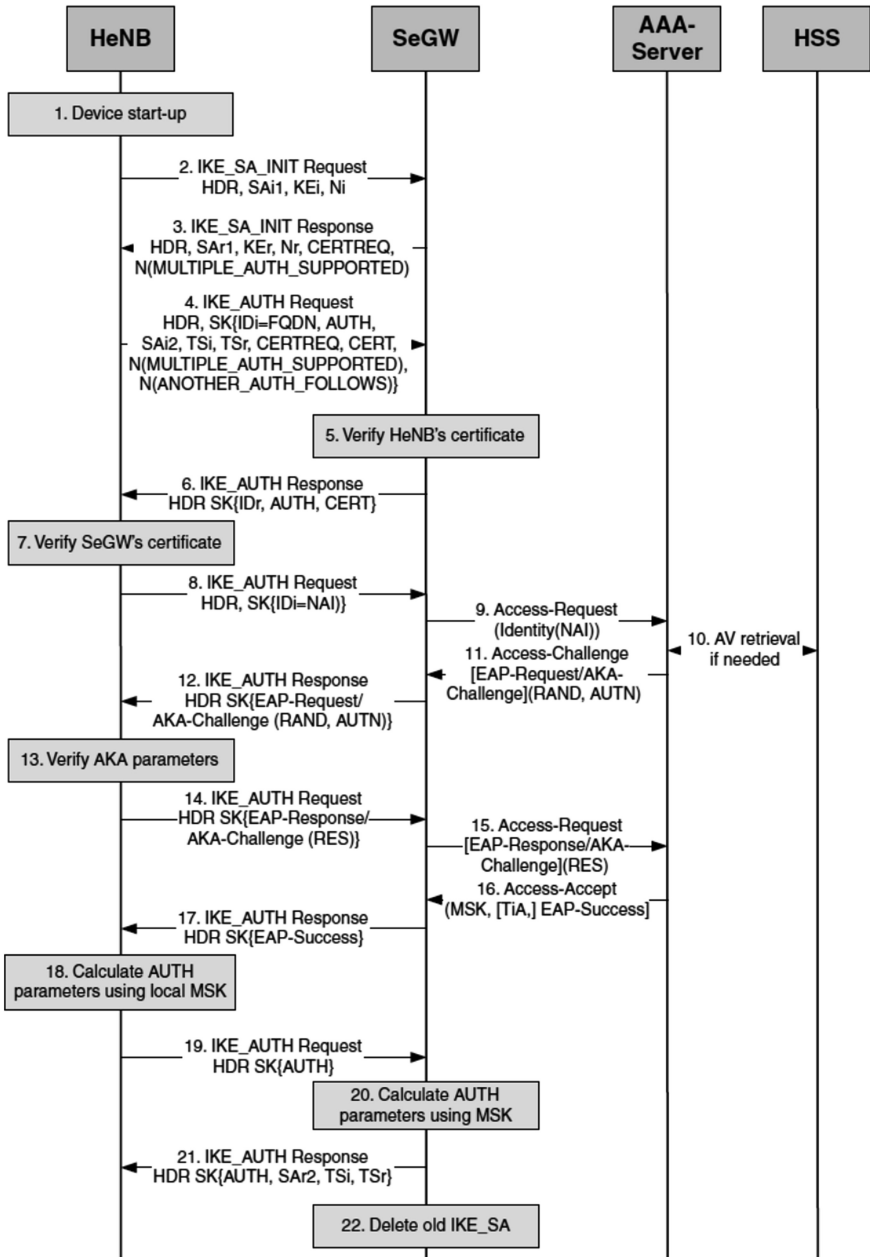 HeNB
SeGW
AAA-
Server
HSS
1. Device start-up
2. IKE_SA_INIT Request
HDR, SAi1, KEi, Ni
3. IKE_SA_INIT Response
HDR, SAr1, KEr, Nr, CERTREQ,
N(MULTIPLE_AUTH_SUPPORTED)
4. IKE_AUTH Request
HDR, SK{IDi=FQDN, AUTH,
SAi2, TSi, TSr, CERTREQ, CERT,
N(MULTIPLE_AUTH_SUPPORTED),
N(ANOTHER_AUTH_FOLLOWS)}
5. Verify HeNB's certificate
6. IKE_AUTH Response
HDR SK{IDr, AUTH, CERT}
7. Verify SeGW's certificate
8. IKE_AUTH Request
HDR, SK{IDi=NAI)}
9. Access-Request
(Identity(NAI))
10. AV retrieval
if needed
11. Access-Challenge
[EAP-Request/AKA-
Challenge](RAND, AUTN)
12. IKE_AUTH Response
HDR SK{EAP-Request/
AKA-Challenge (RAND, AUTN)}
13. Verify AKA parameters
14. IKE_AUTH Request
HDR SK{EAP-Response/
AKA-Challenge (RES)}
15. Access-Request
[EAP-Response/AKA-
Challenge](RES)
16. Access-Accept
(MSK, [TiA,] EAP-Success]
17. IKE_AUTH Response
HDR SK{EAP-Success}
18. Calculate AUTH
parameters using local MSK
19. IKE_AUTH Request
HDR SK{AUTH}
20. Calculate AUTH
parameters using MSK
21. IKE_AUTH Response
HDR SK{AUTH, SAr2, TSi, TSr}
22. Delete old IKE_SA